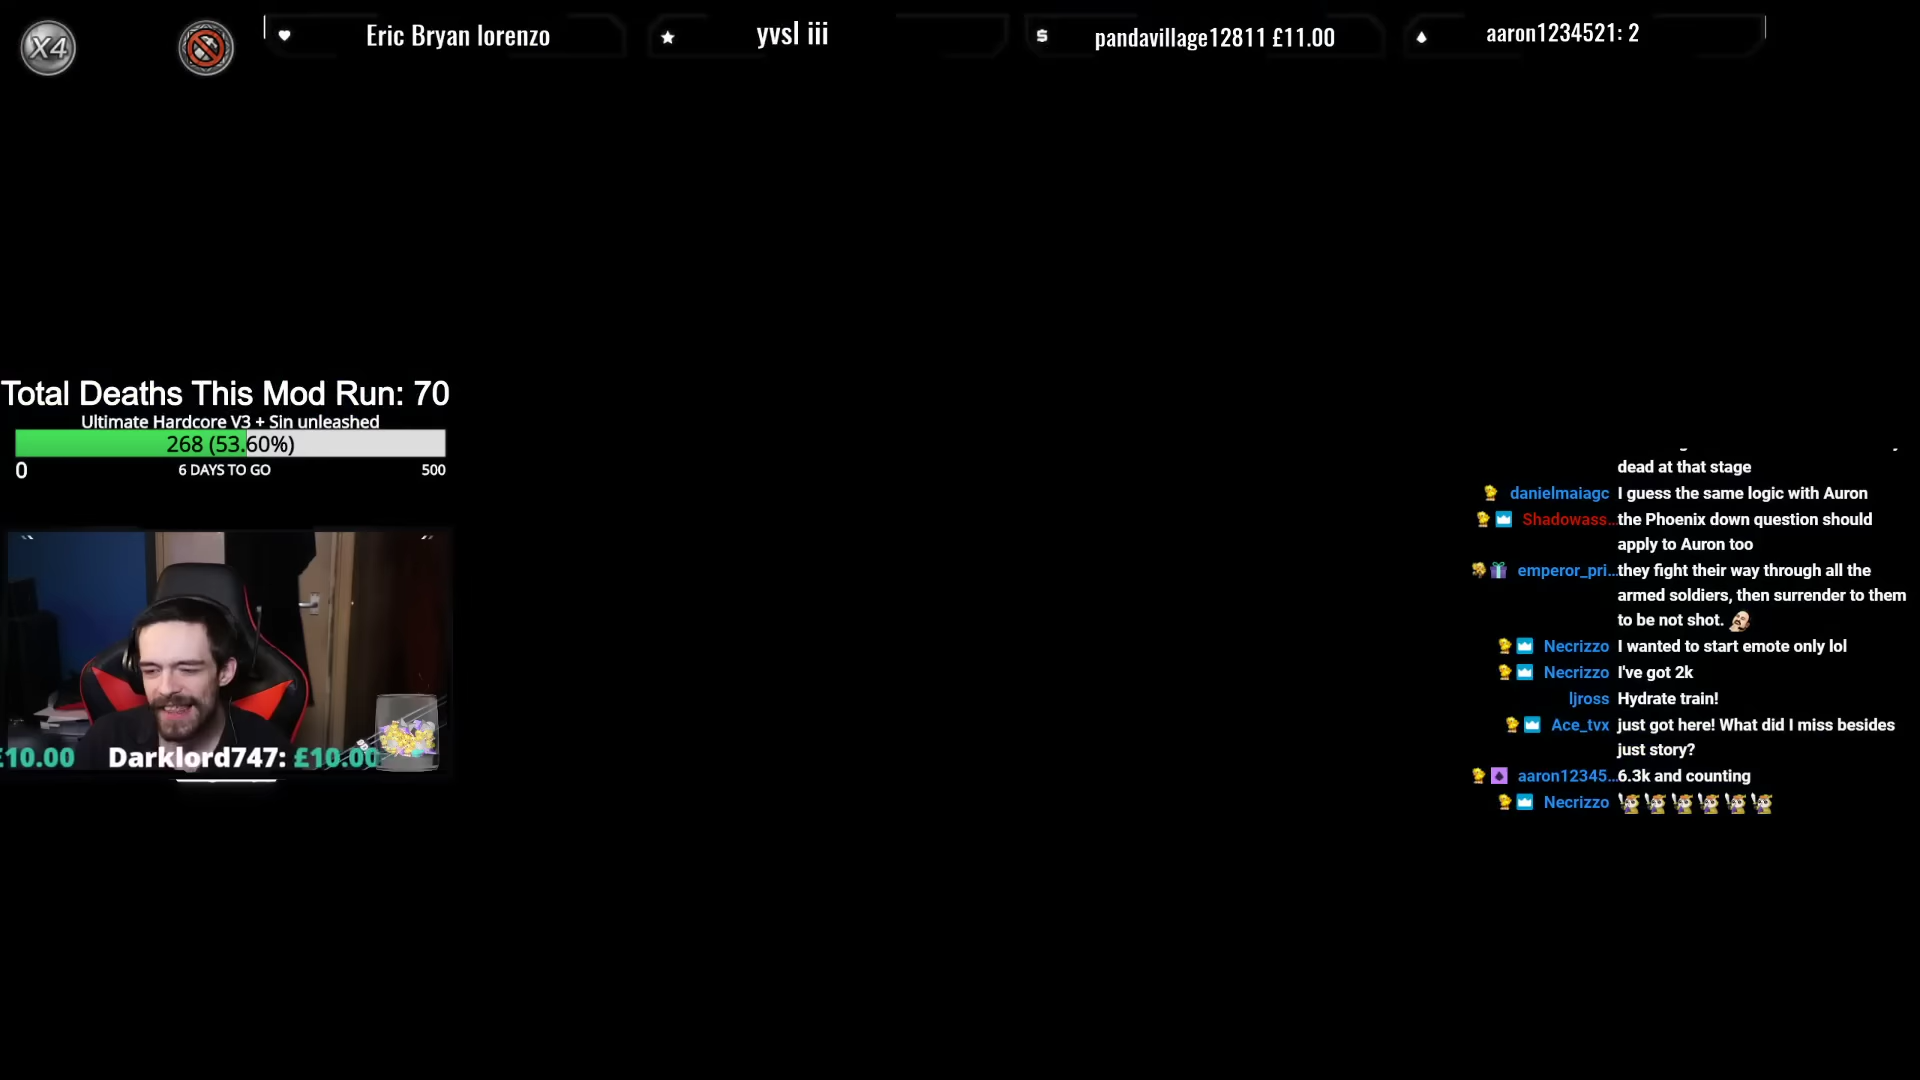 X4
Eric Bryan lorenzo
yvsl iii
$
pandavillage12811 £11.00
aaron1234521: 2
Total Deaths This Mod Run: 70
Ultimate Hardcore V3 + Sin unleashed
268 (53.60%)
0
6 DAYS TO GO
500
£10.00
Darklord747: £10.00
dead at that stage
danielmaiagc I guess the same logic with Auron
Shadowass...the Phoenix down question should
apply to Auron too
emperor_pri...they fight their way through all the
armed soldiers, then surrender to them
to be not shot.
Necrizzo I wanted to start emote only lol
Necrizzo I've got 2k
ljross Hydrate train!
Ace_tvx just got here! What did I miss besides
just story?
aaron12345...6.3k and counting
Necrizzo